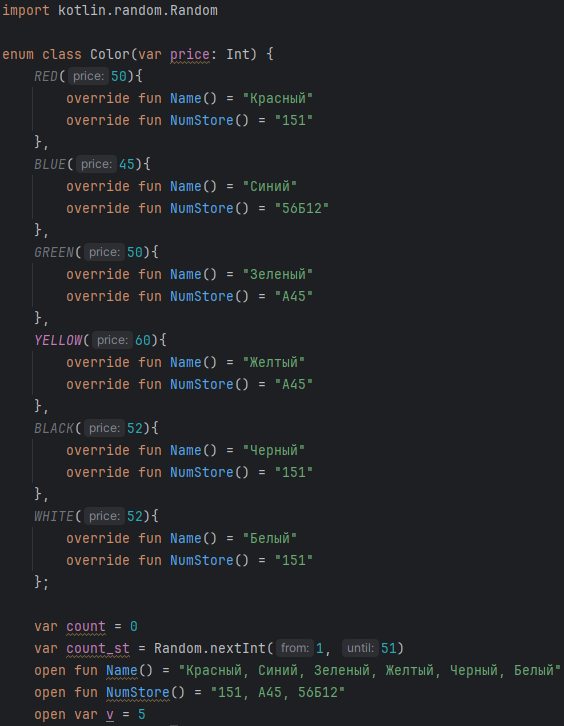 import kotlin.random.Random
enum class Color(var price: Int) {
RED( price: 50){
override fun Name() = "Красный"
override fun NumStore() = "151"
},
BLUE( price: 45){
override fun Name() = "Синий"
override fun NumStore() = "56Б12"
},
GREEN( price: 50){
override fun Name() = "Зеленый"
override fun NumStore() = "А45"
},
YELLOW( price: 60){
override fun Name() = "Желтый"
override fun NumStore() = "А45"
},
BLACK( price: 52){
override fun Name() = "Черный"
override fun NumStore() = "151"
},
WHITE( price: 52){
override fun Name() = "Белый"
override fun NumStore() = "151"
};
var count = 0
var count_st = Random.nextInt( from: 1, until: 51)
open fun Name() = "Красный, Синий, Зеленый, Желтый, Черный, Белый"
open fun NumStore() = "151, А45, 56Б12"
open var v = 5